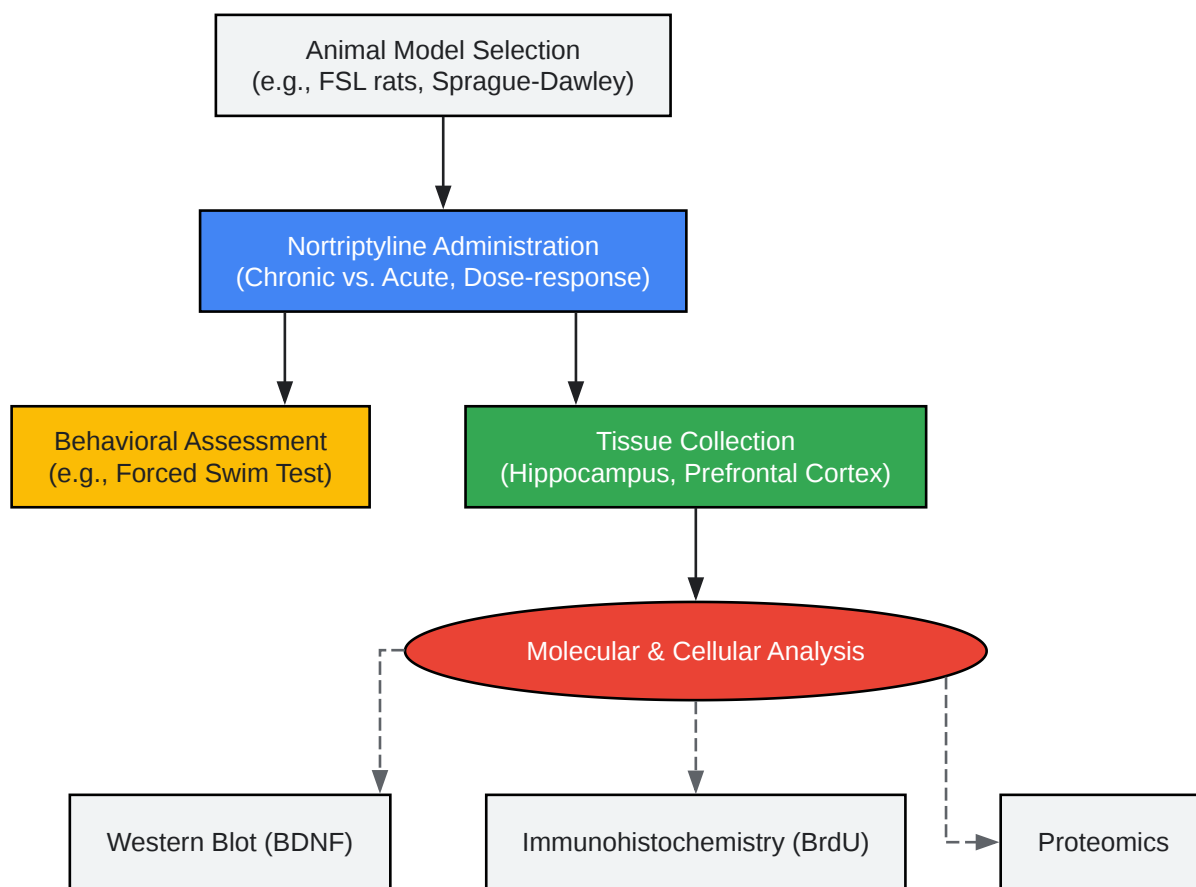 Animal Model Selection
(e.g., FSL rats, Sprague-Dawley)
Nortriptyline Administration
(Chronic vs. Acute, Dose-response)
Behavioral Assessment
(e.g., Forced Swim Test)
Tissue Collection
(Hippocampus, Prefrontal Cortex)
Molecular & Cellular Analysis
Western Blot (BDNF)
Immunohistochemistry (BrdU)
Proteomics